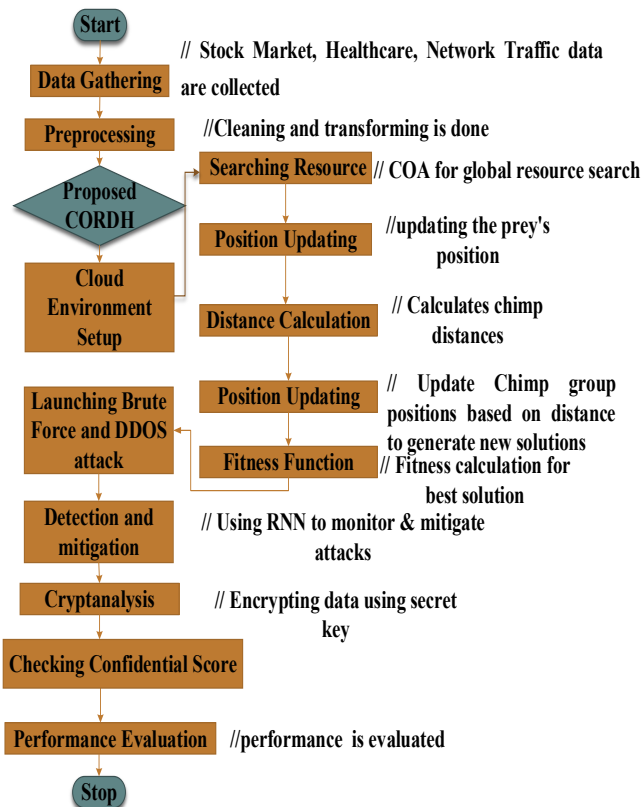 Start
Data Gathering
// Stock Market, Healthcare, Network Traffic data
are collected
Preprocessing
//Cleaning and transforming is done
Proposed
CORDH
Cloud
Environment
Setup
Searching Resource
// COA for global resource search
Position Updating
//updating the prey's
position
Distance Calculation
// Calculates chimp
distances
Position Updating
// Update Chimp group
positions based on distance
to generate new solutions
Fitness Function
// Fitness calculation for
best solution
Launching Brute
Force and DDOS
attack
Detection and
mitigation
// Using RNN to monitor & mitigate
attacks
Cryptanalysis
// Encrypting data using secret
key
Checking Confidential Score
Performance Evaluation
//performance is evaluated
Stop